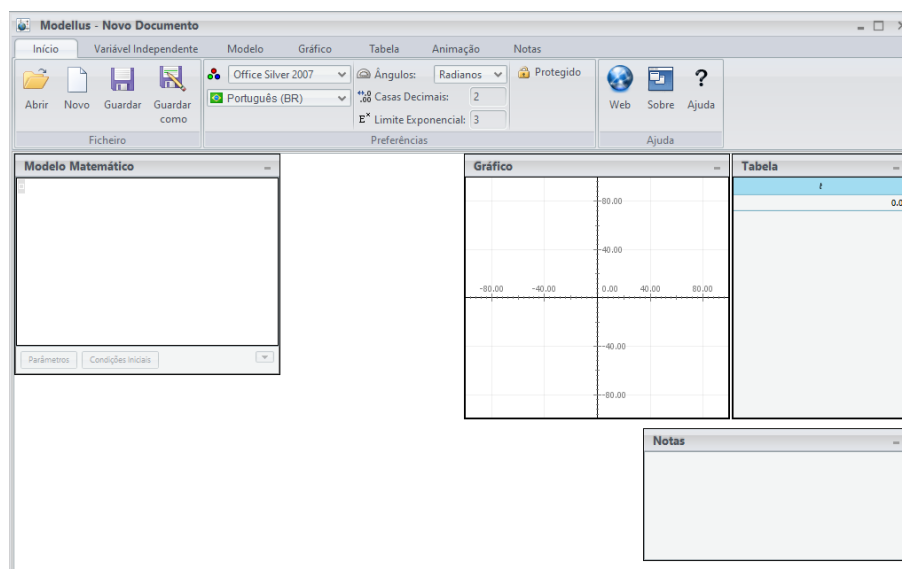 Modellus - Novo Documento
Início Variável Independente Modelo Gráfico Tabela Animação Notas
Office Silver 2007 Ângulos: Radianos Protegido
Português (BR) Casas Decimais: 2
Limite Exponencial: 3
Abrir Novo Guardar Guardar como
Web Sobre Ajuda
Ficheiro Preferências Ajuda
Modelo Matemático
Parâmetros Condições Iniciais
Gráfico
80.00
40.00
-80.00 -40.00 0.00 40.00 80.00
-40.00
-80.00
Tabela
t
0.0
Notas